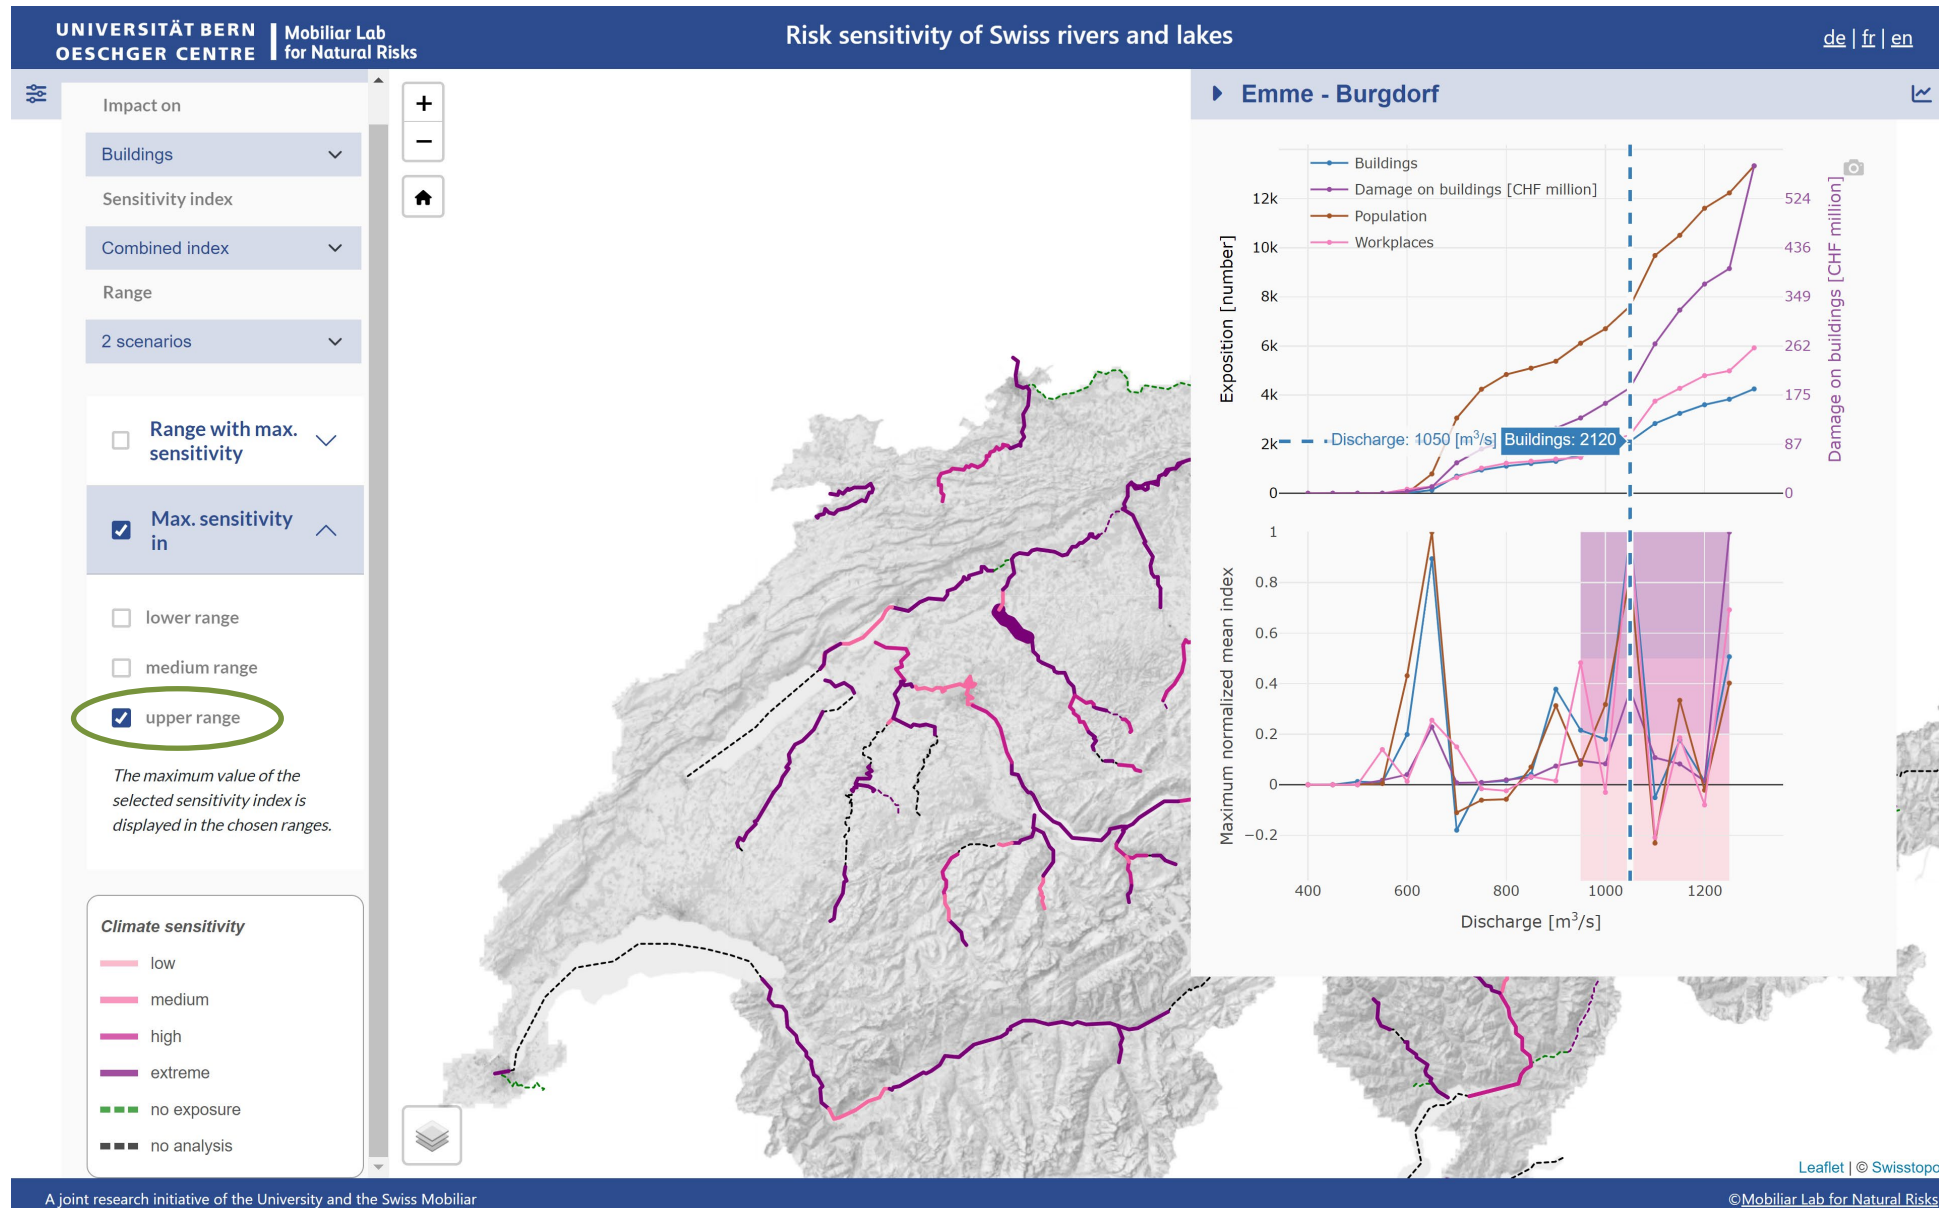 UNIVERSITÄT BERN
OESCHGER CENTRE
Mobiliar Lab
for Natural Risks
Risk sensitivity of Swiss rivers and lakes
de | fr | en
Impact on
Buildings
Sensitivity index
Combined index
Range
2 scenarios
Range with max.
sensitivity
Max. sensitivity
in
lower range
medium range
upper range
The maximum value of the
selected sensitivity index is
displayed in the chosen ranges.
Climate sensitivity
low
medium
high
extreme
no exposure
no analysis
+
−
Emme - Burgdorf
Buildings
Damage on buildings [CHF million]
Population
Workplaces
Exposition [number]
12k
10k
8k
6k
4k
2k
0
524
436
349
262
175
87
0
Damage on buildings [CHF million]
Discharge: 1050 [m³/s]
Buildings: 2120
Maximum normalized mean index
1
0.8
0.6
0.4
0.2
0
−0.2
400 600 800 1000 1200
Discharge [m³/s]
Leaflet | © Swisstopo
A joint research initiative of the University and the Swiss Mobiliar
©Mobiliar Lab for Natural Risks